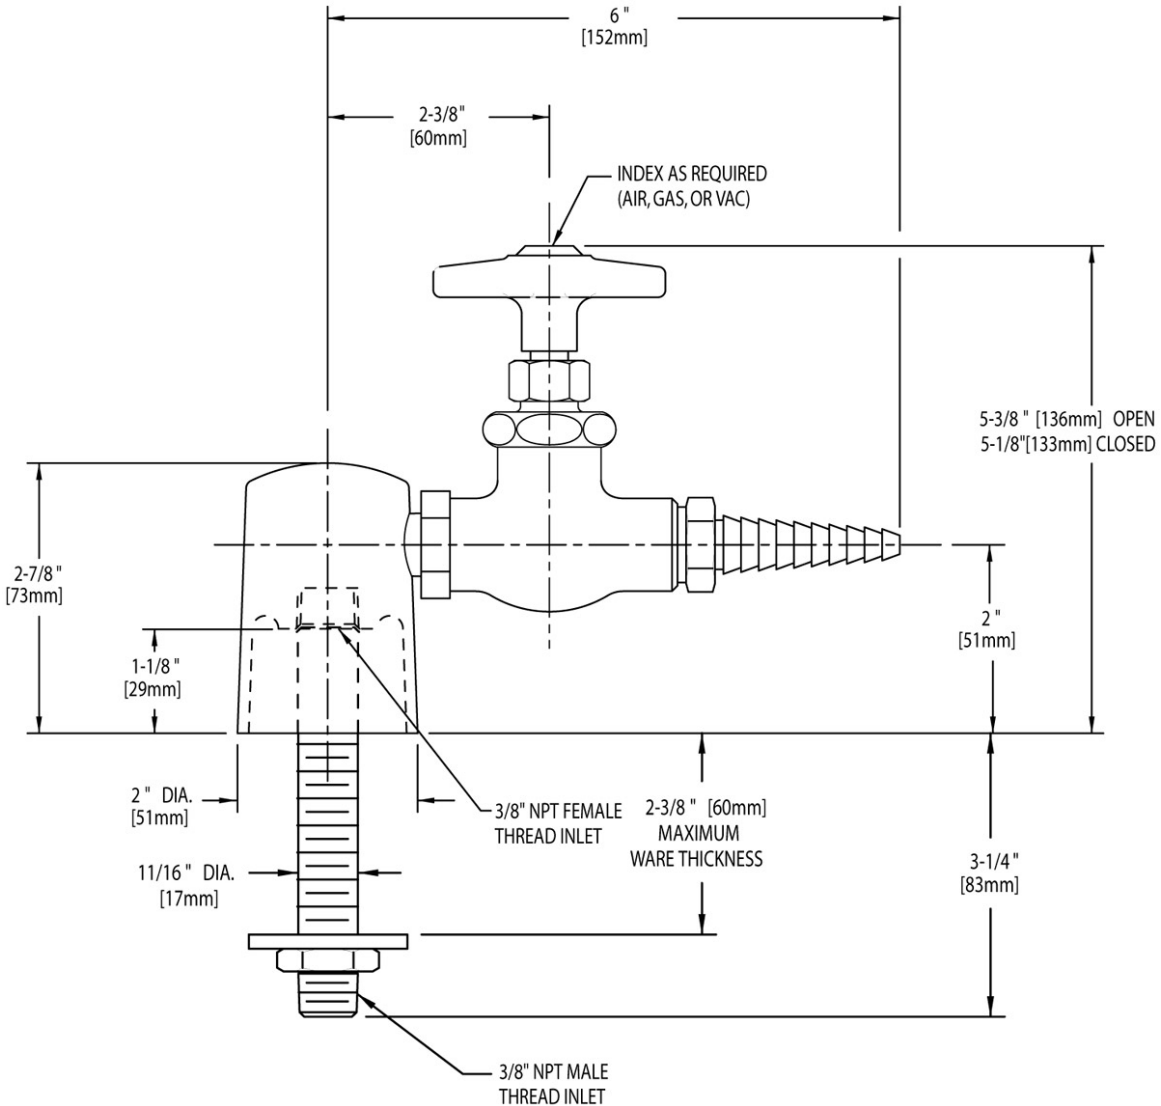 6 "
[152mm]
2-3/8"
[60mm]
INDEX AS REQUIRED
(AIR, GAS, OR VAC)
5-3/8 " [136mm] OPEN
5-1/8"[133mm] CLOSED
2-7/8"
[73mm]
2 "
[51mm]
1-1/8 "
[29mm]
2 " DIA.
[51mm]
3/8" NPT FEMALE
THREAD INLET
2-3/8 " [60mm]
MAXIMUM
WARE THICKNESS
11/16 " DIA.
[17mm]
3-1/4"
[83mm]
3/8" NPT MALE
THREAD INLET